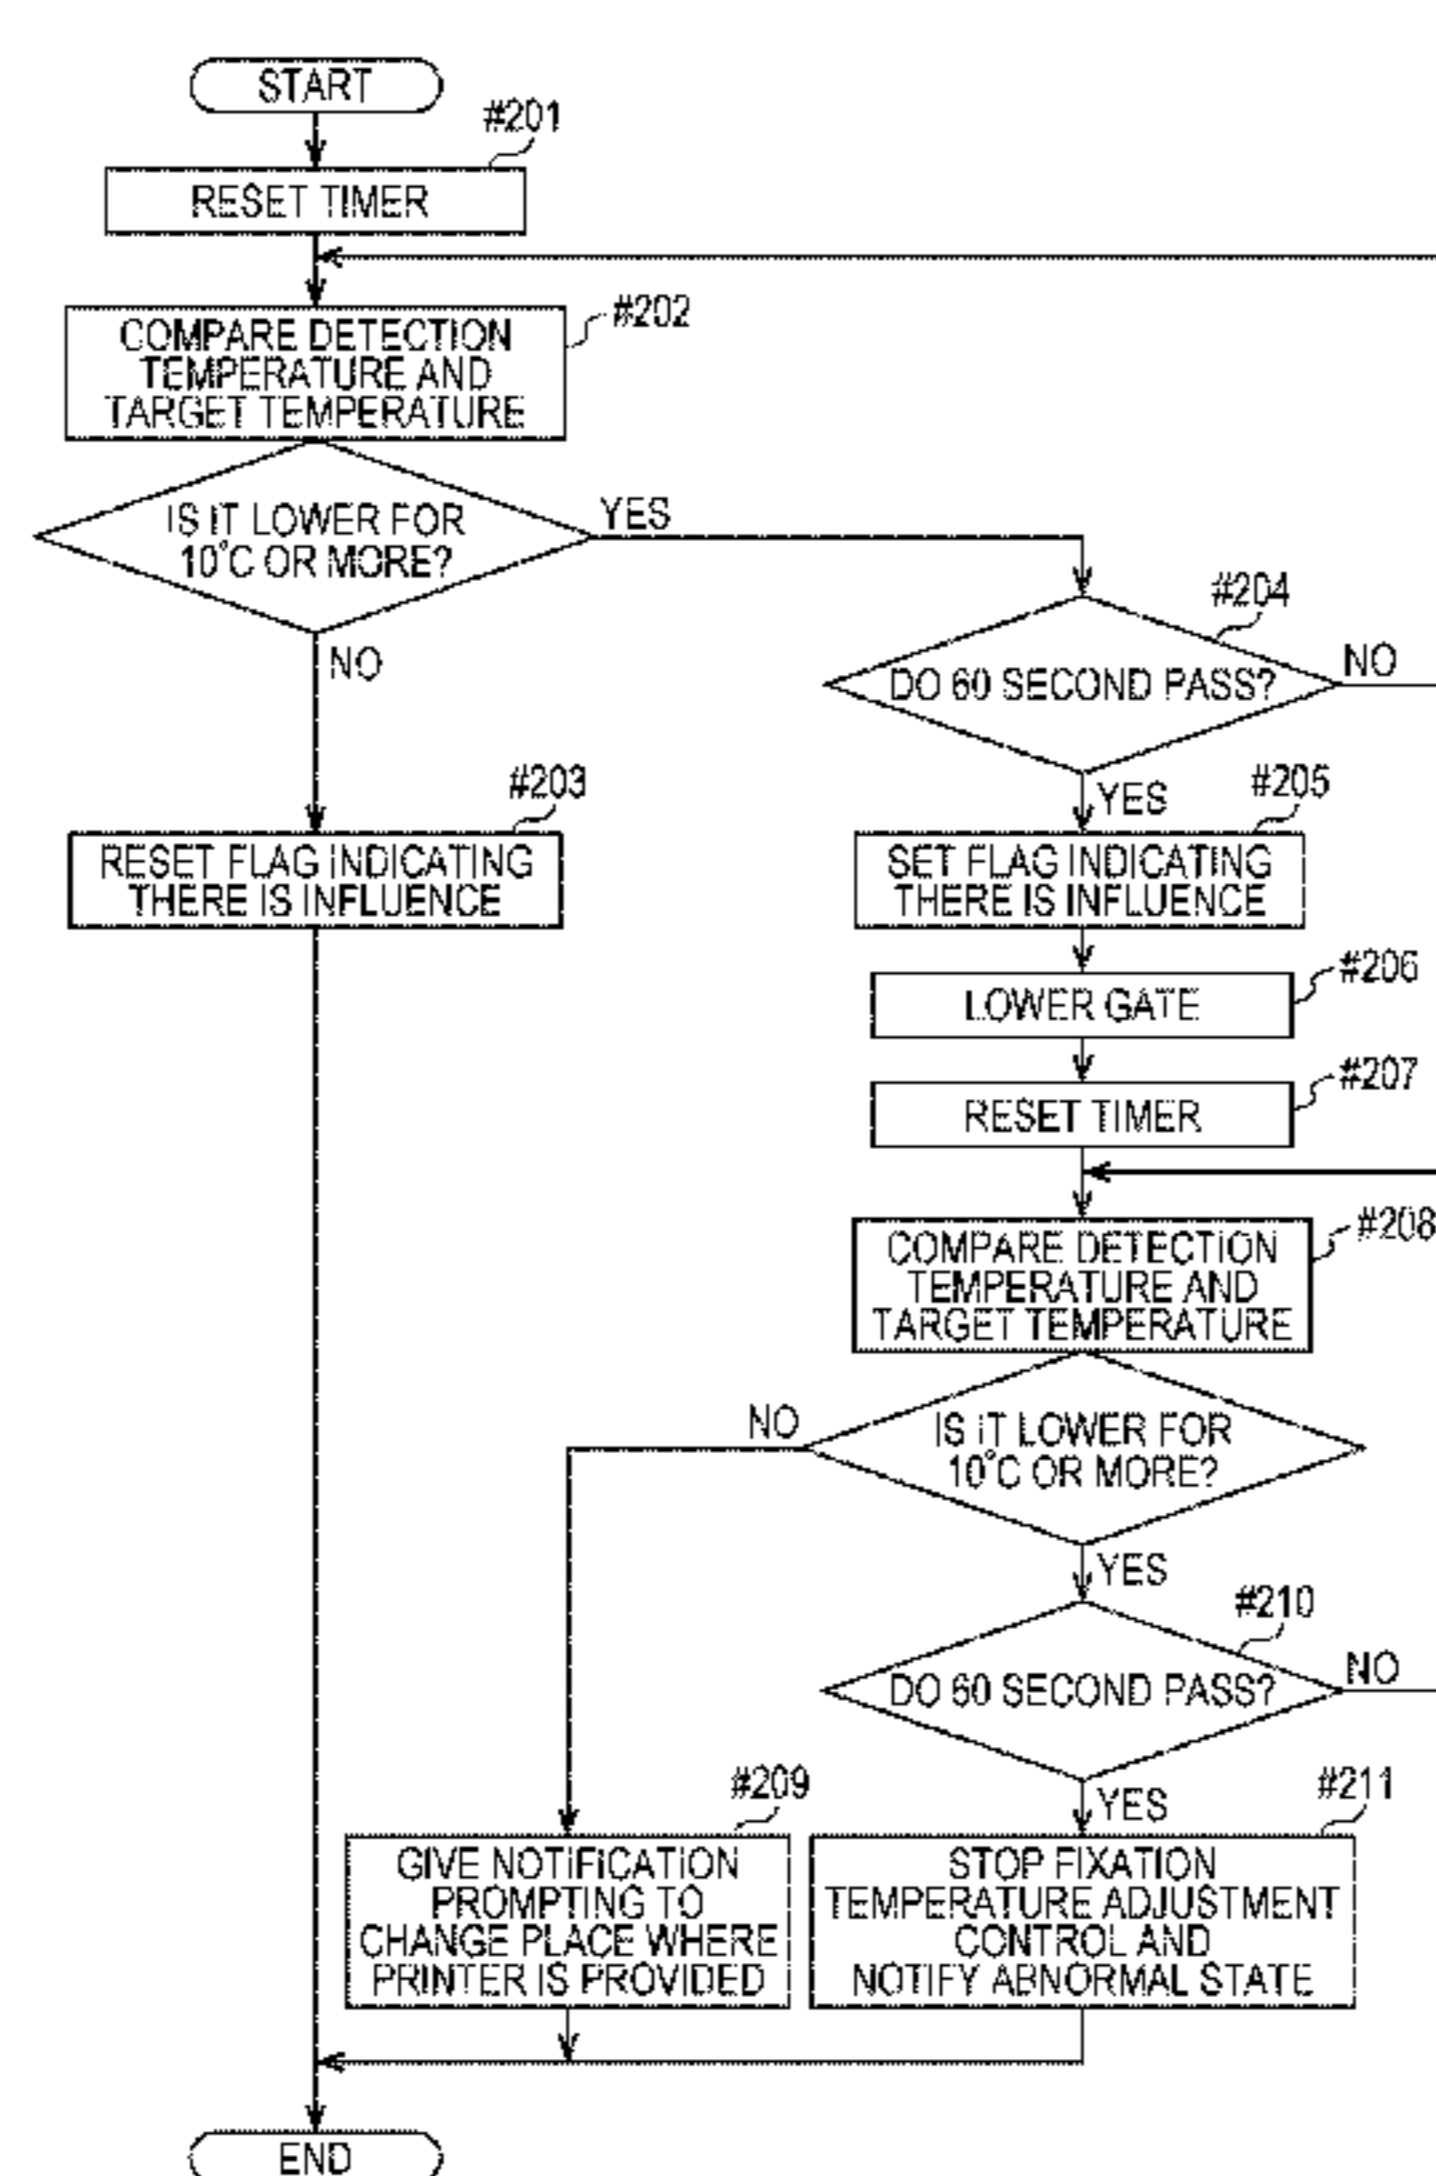 START
#201
RESET TIMER
COMPARE DETECTION
TEMPERATURE AND
TARGET TEMPERATURE
#202
IS IT LOWER FOR
10°C OR MORE?
YES
NO
#204
DO 60 SECOND PASS?
NO
YES
#203
RESET FLAG INDICATING
THERE IS INFLUENCE
#205
SET FLAG INDICATING
THERE IS INFLUENCE
#206
LOWER GATE
#207
RESET TIMER
#208
COMPARE DETECTION
TEMPERATURE AND
TARGET TEMPERATURE
NO
IS IT LOWER FOR
10°C OR MORE?
YES
#210
DO 60 SECOND PASS?
NO
YES
#209
GIVE NOTIFICATION
PROMPTING TO
CHANGE PLACE WHERE
PRINTER IS PROVIDED
#211
STOP FIXATION
TEMPERATURE ADJUSTMENT
CONTROL AND
NOTIFY ABNORMAL STATE
END